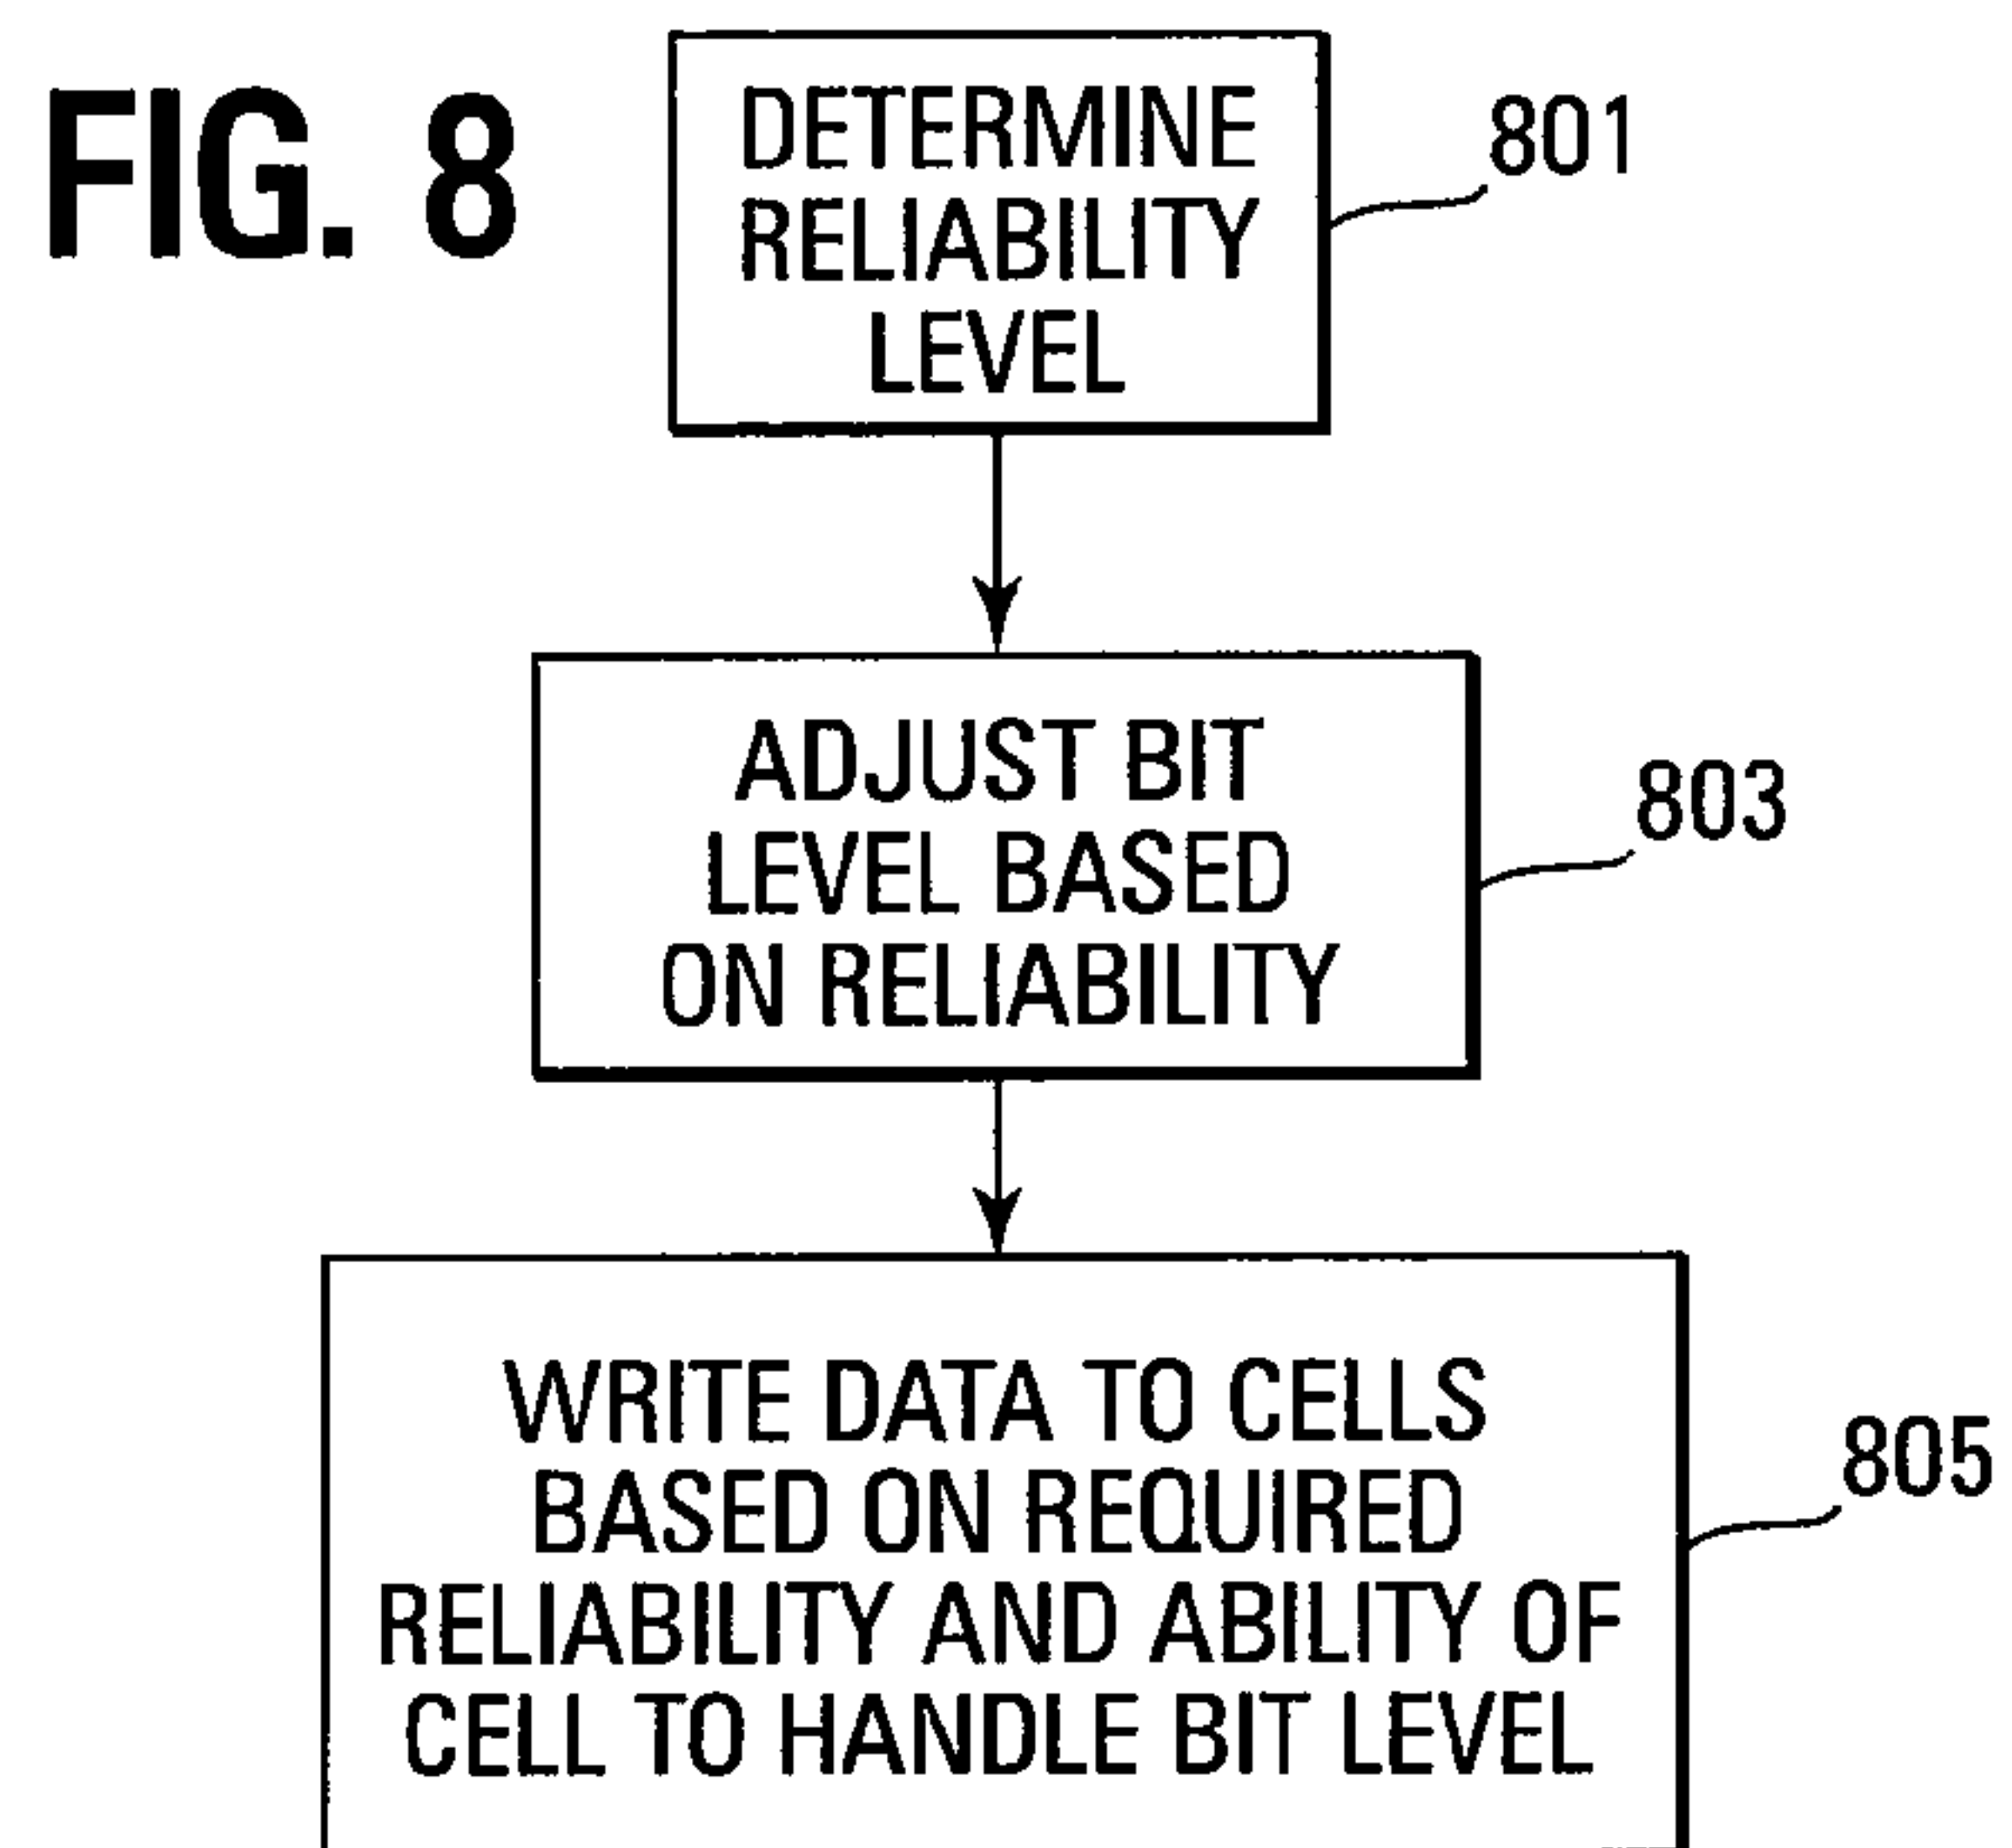 FIG. 8
DETERMINE
RELIABILITY
LEVEL
801
ADJUST BIT
LEVEL BASED
ON RELIABILITY
803
WRITE DATA TO CELLS
BASED ON REQUIRED
RELIABILITY AND ABILITY OF
CELL TO HANDLE BIT LEVEL
805